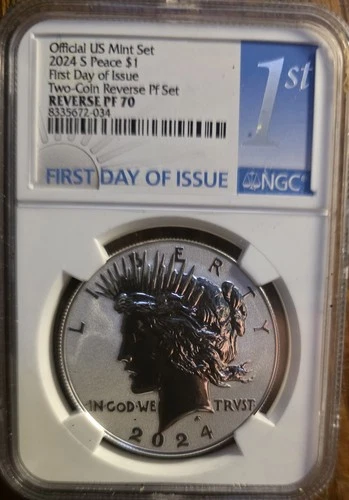 Official US Mint Set
2024 S Peace $1
First Day of Issue
Two-Coin Reverse Pf Set
REVERSE PF 70
8335672-034
1st
FIRST DAY OF ISSUE
NGC
LIBERTY
IN·GOD·WE TRVST
2024